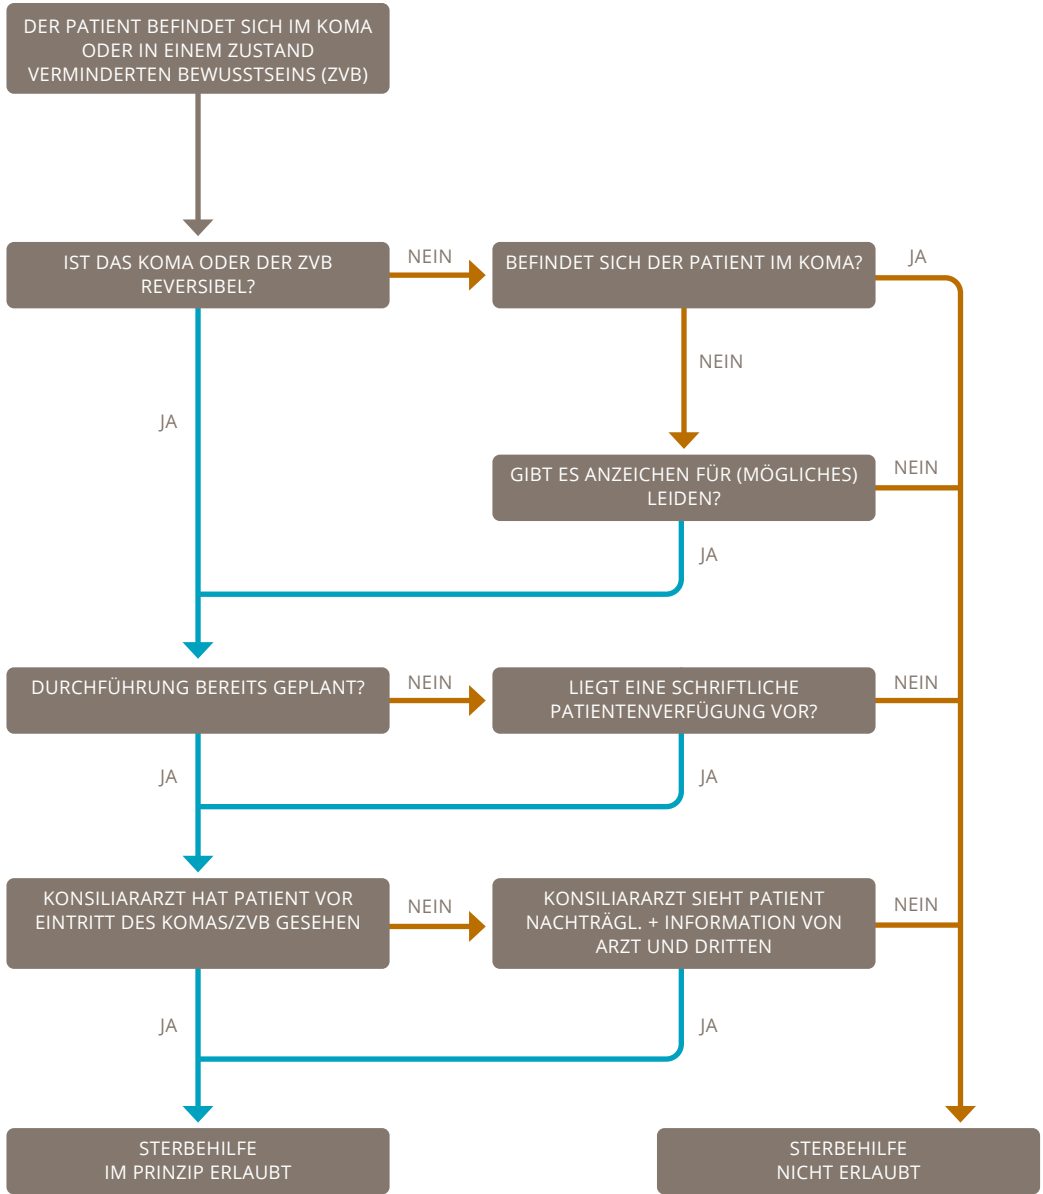 DER PATIENT BEFINDET SICH IM KOMA
ODER IN EINEM ZUSTAND
VERMINDERTEN BEWUSSTSEINS (ZVB)
IST DAS KOMA ODER DER ZVB
REVERSIBEL?
NEIN
BEFINDET SICH DER PATIENT IM KOMA?
JA
NEIN
JA
GIBT ES ANZEICHEN FÜR (MÖGLICHES)
LEIDEN?
NEIN
JA
DURCHFÜHRUNG BEREITS GEPLANT?
NEIN
LIEGT EINE SCHRIFTLICHE
PATIENTENVERFÜGUNG VOR?
NEIN
JA
JA
KONSILIARARZT HAT PATIENT VOR
EINTRITT DES KOMAS/ZVB GESEHEN
NEIN
KONSILIARARZT SIEHT PATIENT
NACHTRÄGL. + INFORMATION VON
ARZT UND DRITTEN
NEIN
JA
JA
STERBEHILFE
IM PRINZIP ERLAUBT
STERBEHILFE
NICHT ERLAUBT